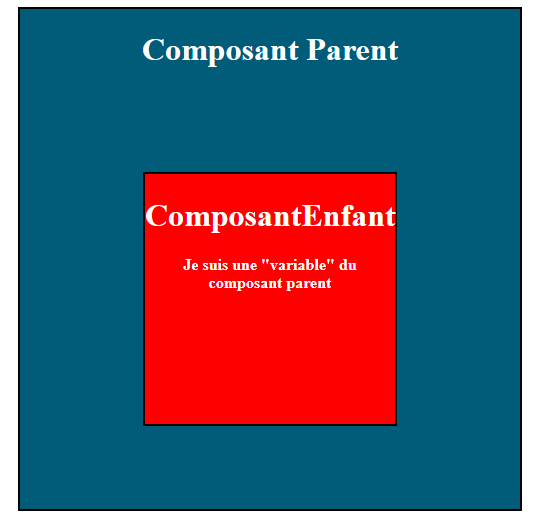 Composant Parent
ComposantEnfant
Je suis une "variable" du
composant parent